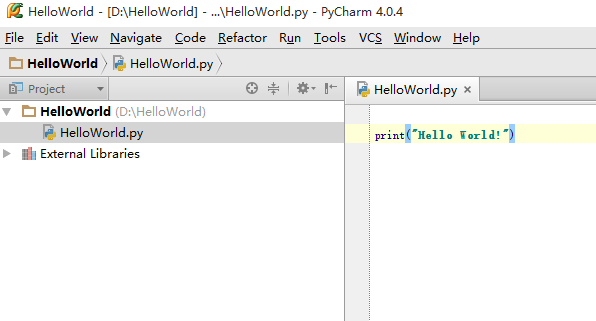 HelloWorld - [D:\HelloWorld] - ...\HelloWorld.py - PyCharm 4.0.4
File Edit View Navigate Code Refactor Run Tools VCS Window Help
HelloWorld HelloWorld.py
Project
HelloWorld.py
HelloWorld (D:\HelloWorld)
HelloWorld.py
External Libraries
print("Hello World!")